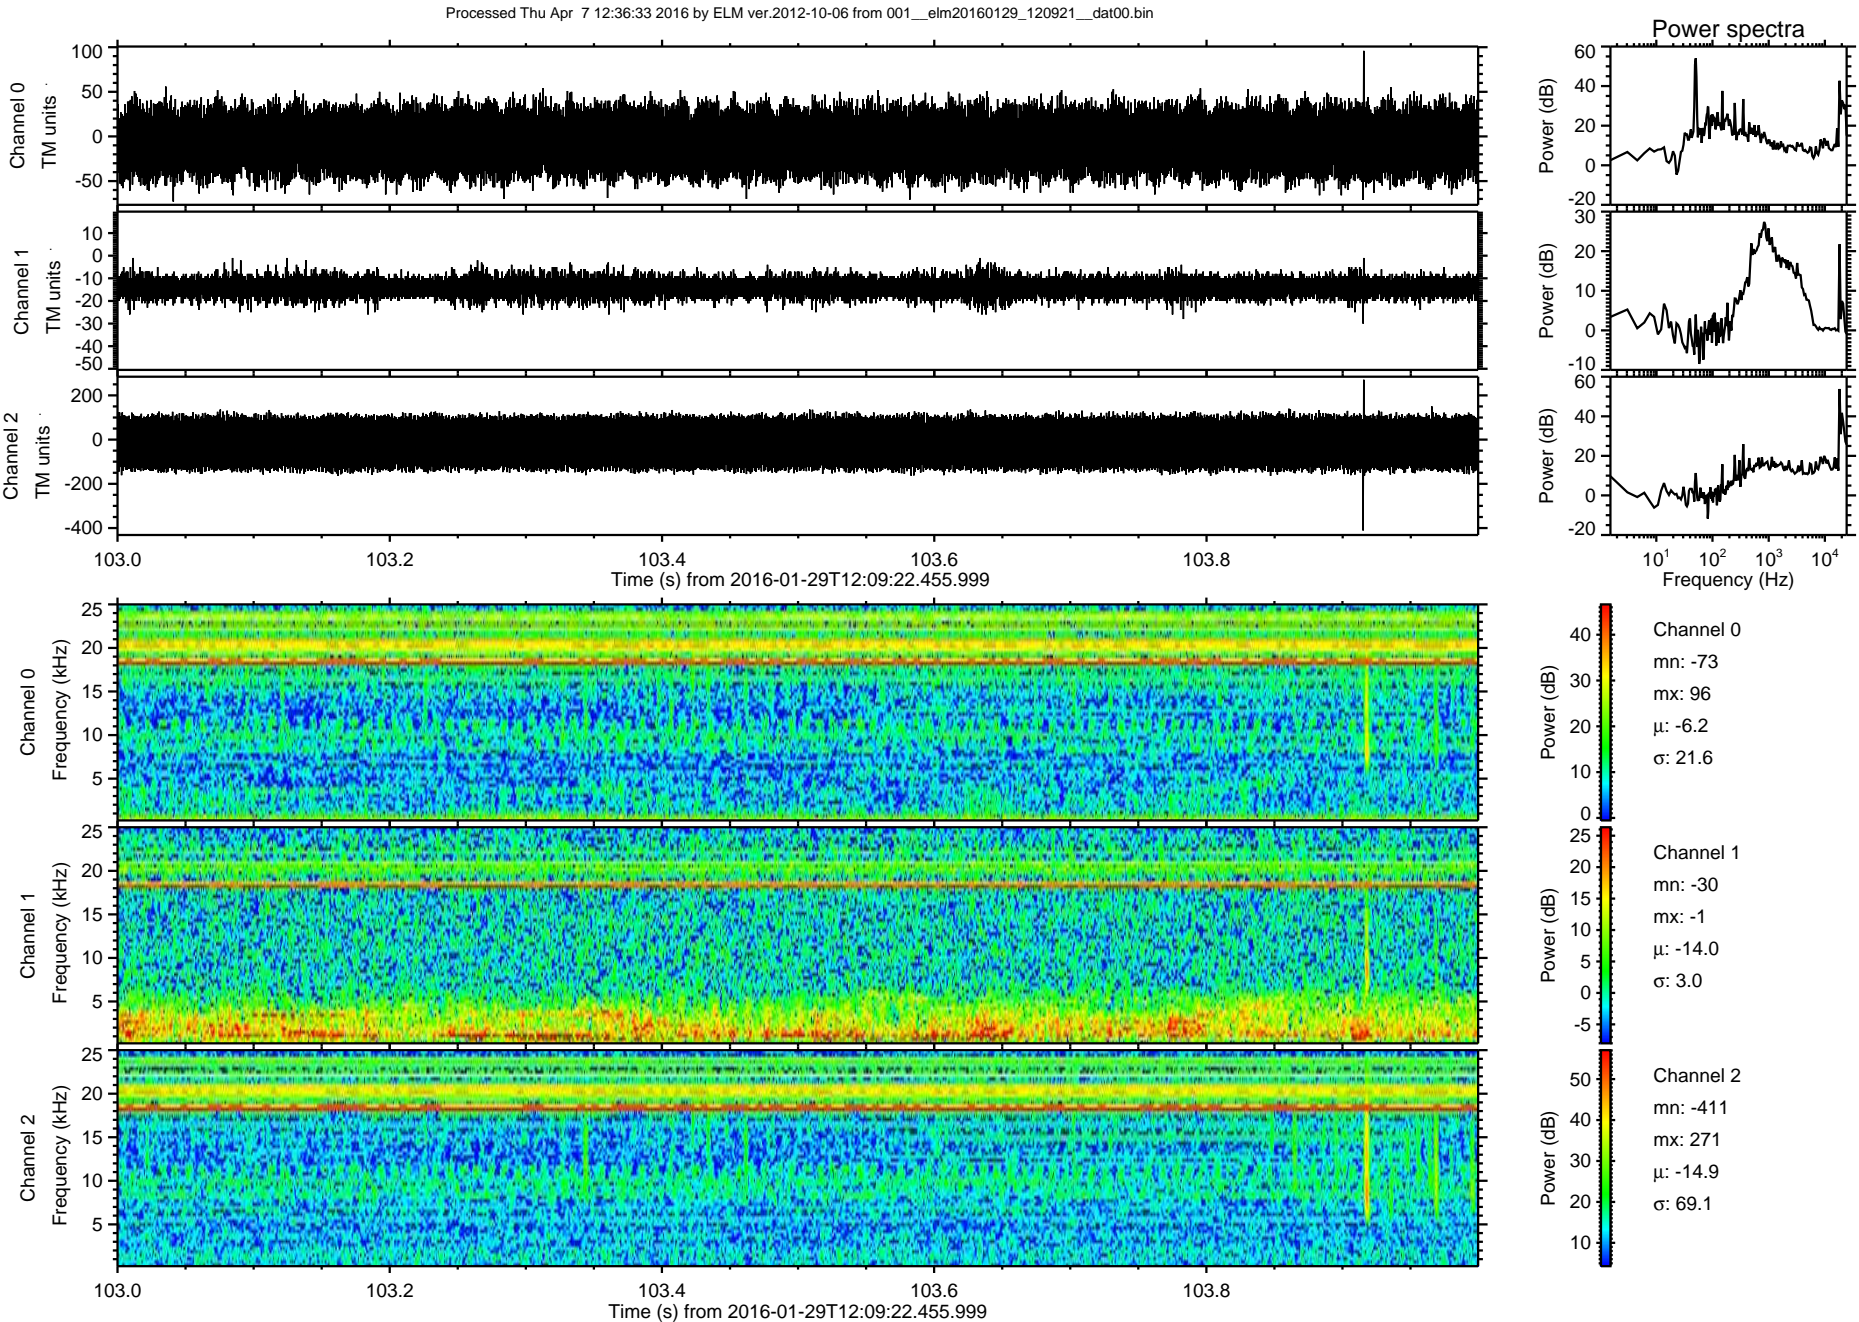 Processed Thu Apr  7 12:36:33 2016 by ELM ver.2012-10-06 from 001__elm20160129_120921__dat00.bin
Power spectra
Channel 0
TM units
100
50
0
-50
Power (dB)
60
40
20
0
-20
Channel 1
TM units
10
0
-10
-20
-30
-40
-50
Power (dB)
30
20
10
0
-10
Channel 2
TM units
200
0
-200
-400
Power (dB)
60
40
20
0
-20
103.0 103.2 103.4 103.6 103.8
Time (s) from 2016-01-29T12:09:22.455.999
10¹ 10² 10³ 10⁴
Frequency (Hz)
Channel 0
Frequency (kHz)
25
20
15
10
5
Power (dB)
40
30
20
10
0
Channel 0
mn: -73
mx: 96
μ: -6.2
σ: 21.6
Channel 1
Frequency (kHz)
25
20
15
10
5
Power (dB)
25
20
15
10
5
0
-5
Channel 1
mn: -30
mx: -1
μ: -14.0
σ: 3.0
Channel 2
Frequency (kHz)
25
20
15
10
5
Power (dB)
50
40
30
20
10
Channel 2
mn: -411
mx: 271
μ: -14.9
σ: 69.1
103.0 103.2 103.4 103.6 103.8
Time (s) from 2016-01-29T12:09:22.455.999